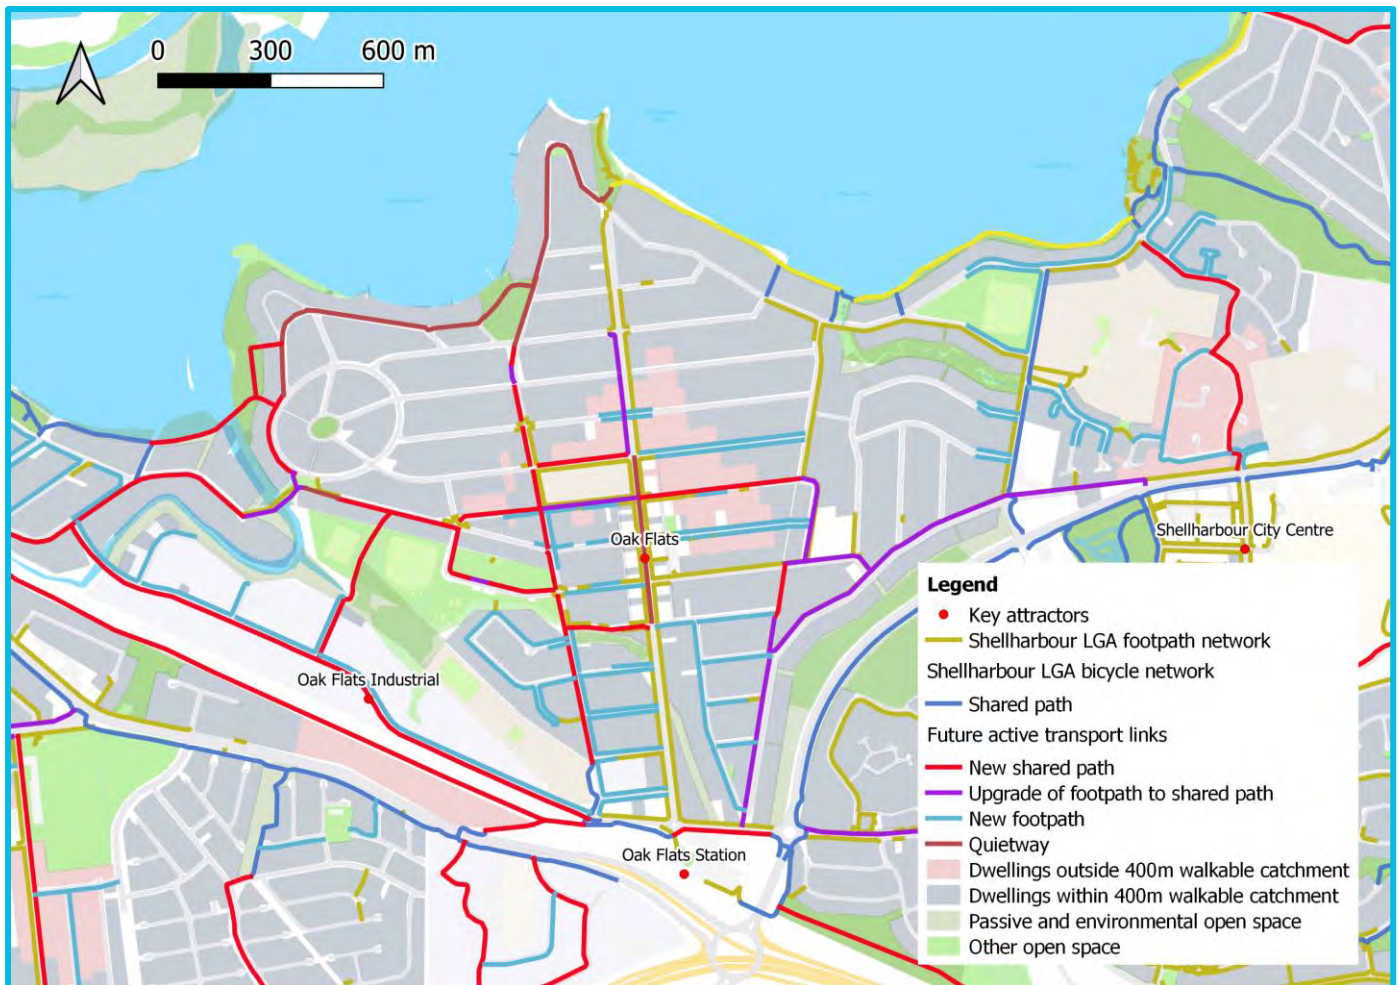 0 300 600 m
Oak Flats
Shellharbour City Centre
Oak Flats Industrial
Oak Flats Station
Legend
Key attractors
Shellharbour LGA footpath network
Shellharbour LGA bicycle network
Shared path
Future active transport links
New shared path
Upgrade of footpath to shared path
New footpath
Quietway
Dwellings outside 400m walkable catchment
Dwellings within 400m walkable catchment
Passive and environmental open space
Other open space